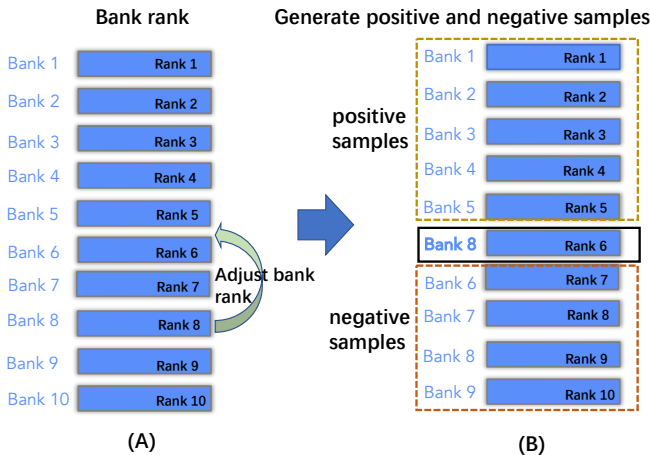 Bank rank
Bank 1 Rank 1
Bank 2 Rank 2
Bank 3 Rank 3
Bank 4 Rank 4
Bank 5 Rank 5
Bank 6 Rank 6
Bank 7 Rank 7
Bank 8 Rank 8
Bank 9 Rank 9
Bank 10 Rank 10
Adjust bank
rank
(A)
Generate positive and negative samples
positive
samples
Bank 1 Rank 1
Bank 2 Rank 2
Bank 3 Rank 3
Bank 4 Rank 4
Bank 5 Rank 5
Bank 8 Rank 6
negative
samples
Bank 6 Rank 7
Bank 7 Rank 8
Bank 8 Rank 9
Bank 9 Rank 10
(B)